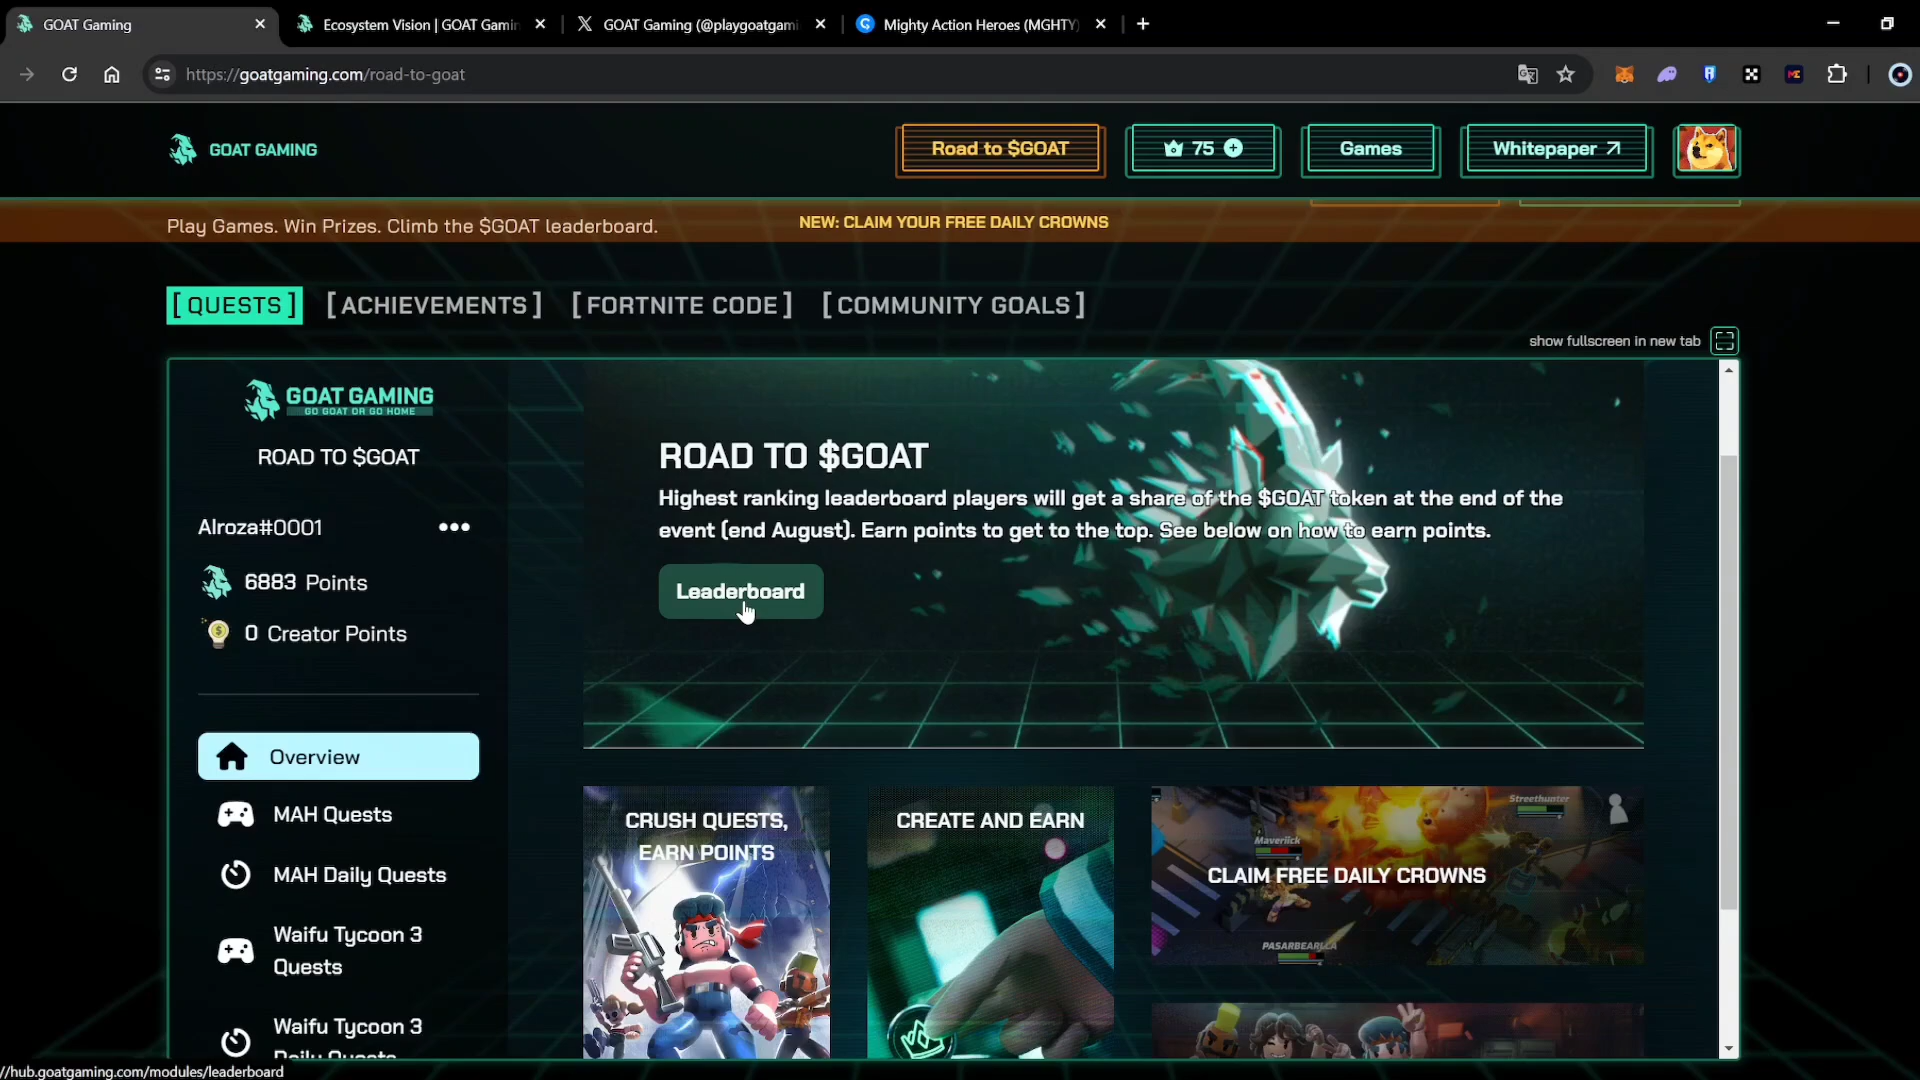 GOAT Gaming
Ecosystem Vision | GOAT Gamin
GOAT Gaming (@playgoatgami
Mighty Action Heroes (MGHTY)
https://goatgaming.com/road-to-goat
GOAT GAMING
Road to $GOAT
75
Games
Whitepaper
Play Games. Win Prizes. Climb the $GOAT leaderboard.
NEW: CLAIM YOUR FREE DAILY CROWNS
[QUESTS]
[ACHIEVEMENTS]
[FORTNITE CODE]
[COMMUNITY GOALS]
show fullscreen in new tab
GOAT GAMING
GO GOAT OR GO HOME
ROAD TO $GOAT
Alroza#0001
6883 Points
0 Creator Points
Overview
MAH Quests
MAH Daily Quests
Waifu Tycoon 3
Quests
Waifu Tycoon 3
Daily Quests
ROAD TO $GOAT
Highest ranking leaderboard players will get a share of the $GOAT token at the end of the
event (end August). Earn points to get to the top. See below on how to earn points.
Leaderboard
CRUSH QUESTS,
EARN POINTS
CREATE AND EARN
Streethunter
Maveriick
CLAIM FREE DAILY CROWNS
PASARBEARLLA
//hub.goatgaming.com/modules/leaderboard